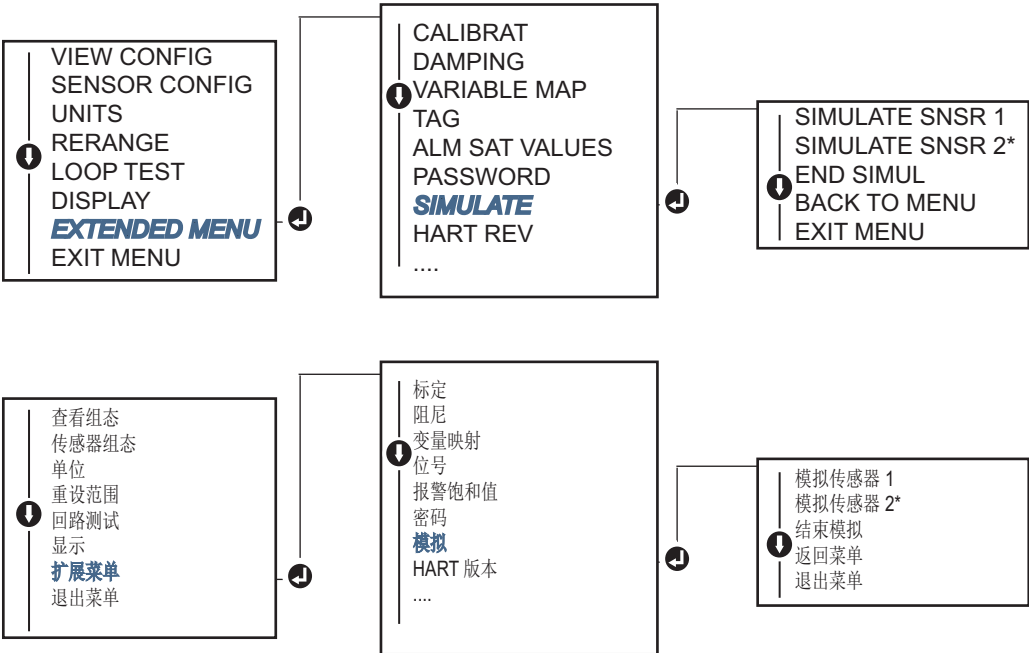 VIEW CONFIG
SENSOR CONFIG
UNITS
RERANGE
LOOP TEST
DISPLAY
EXTENDED MENU
EXIT MENU
CALIBRAT
DAMPING
VARIABLE MAP
TAG
ALM SAT VALUES
PASSWORD
SIMULATE
HART REV
....
SIMULATE SNSR 1
SIMULATE SNSR 2*
END SIMUL
BACK TO MENU
EXIT MENU
查看组态
传感器组态
单位
重设范围
回路测试
显示
扩展菜单
退出菜单
标定
阻尼
变量映射
位号
报警饱和值
密码
模拟
HART 版本
....
模拟传感器 1
模拟传感器 2*
结束模拟
返回菜单
退出菜单